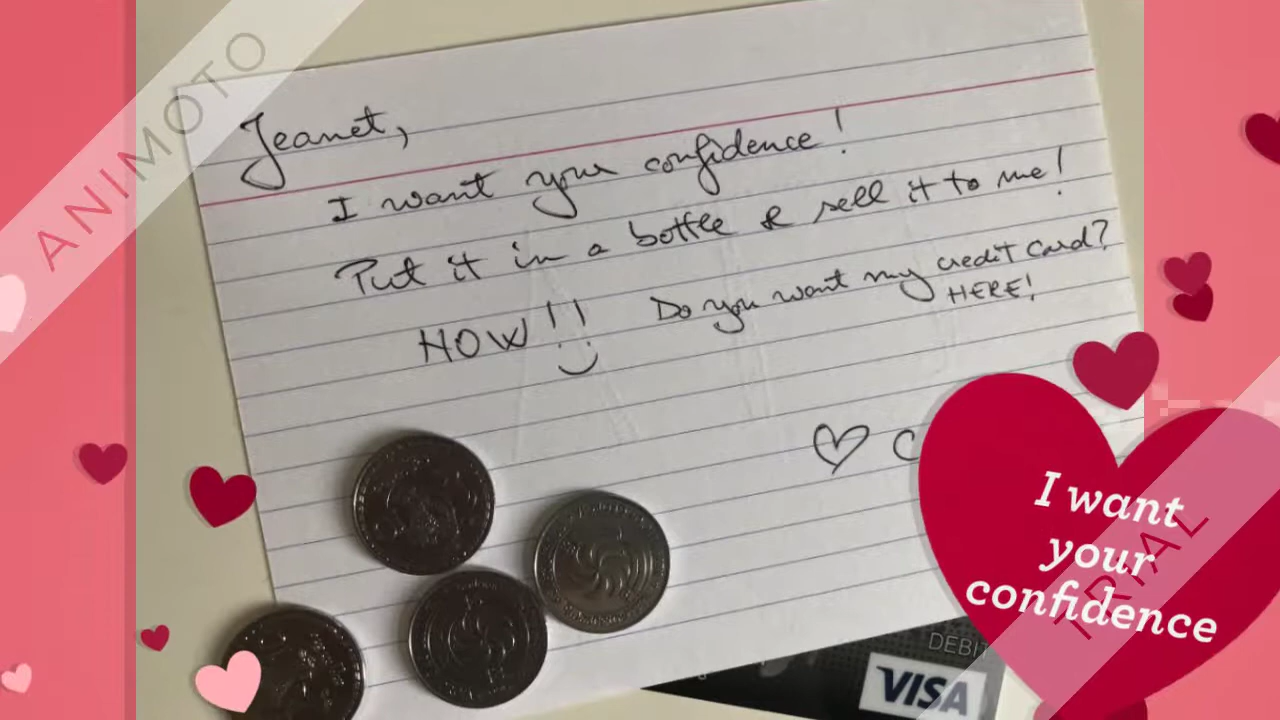 Jeanet,
I want your confidence!
Put it in a bottle & sell it to me!
NOW!! Do you want my credit card?
HERE!
♡ C
DEBIT
VISA
I want
your
confidence
ANIMOTO
TRIAL